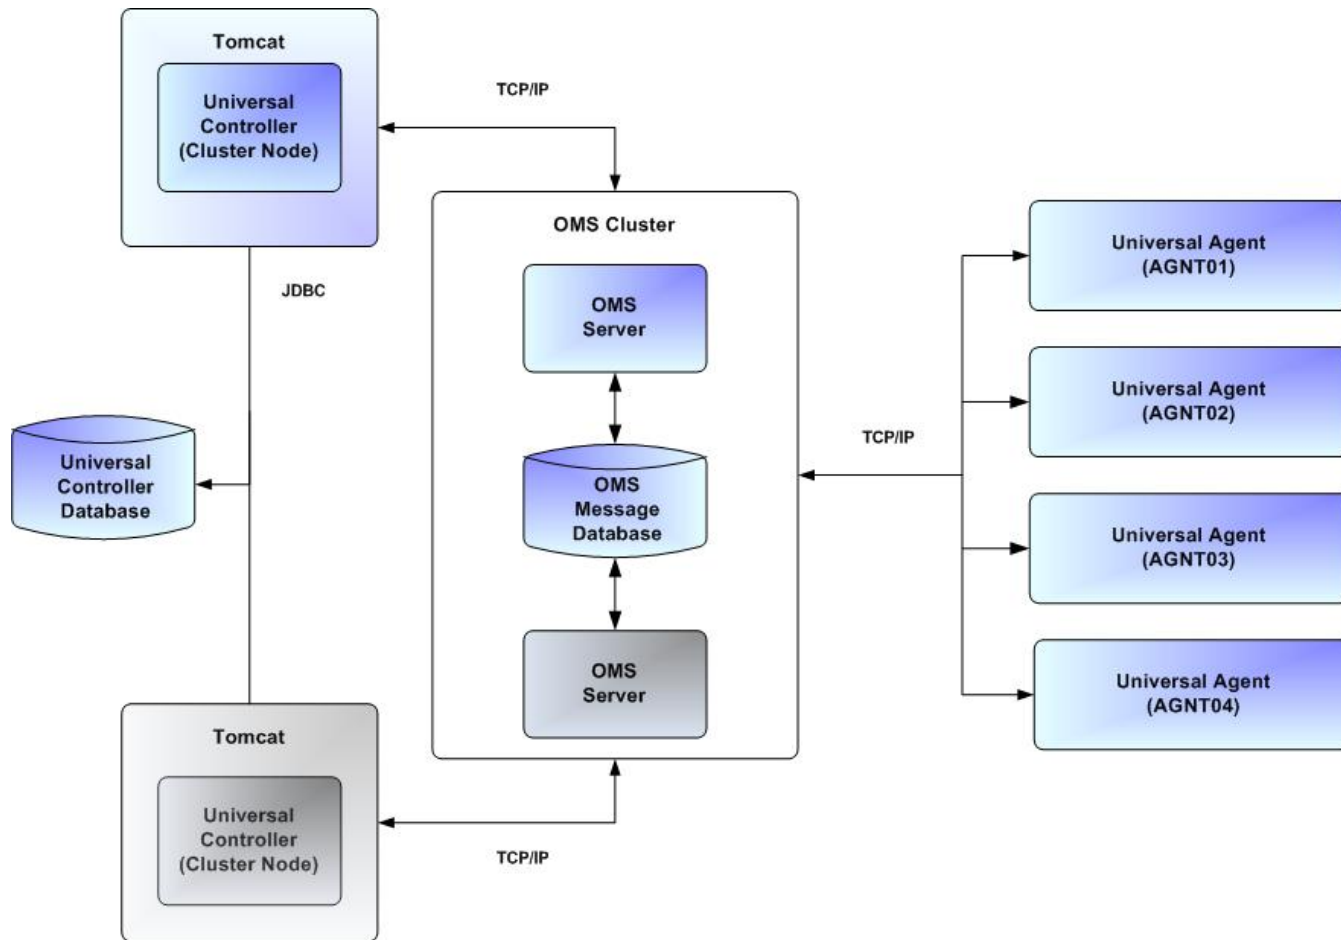 Tomcat
Universal
Controller
(Cluster Node)
TCP/IP
JDBC
Universal
Controller
Database
OMS Cluster
OMS
Server
OMS
Message
Database
OMS
Server
TCP/IP
Universal Agent
(AGNT01)
Universal Agent
(AGNT02)
Universal Agent
(AGNT03)
Universal Agent
(AGNT04)
Tomcat
Universal
Controller
(Cluster Node)
TCP/IP